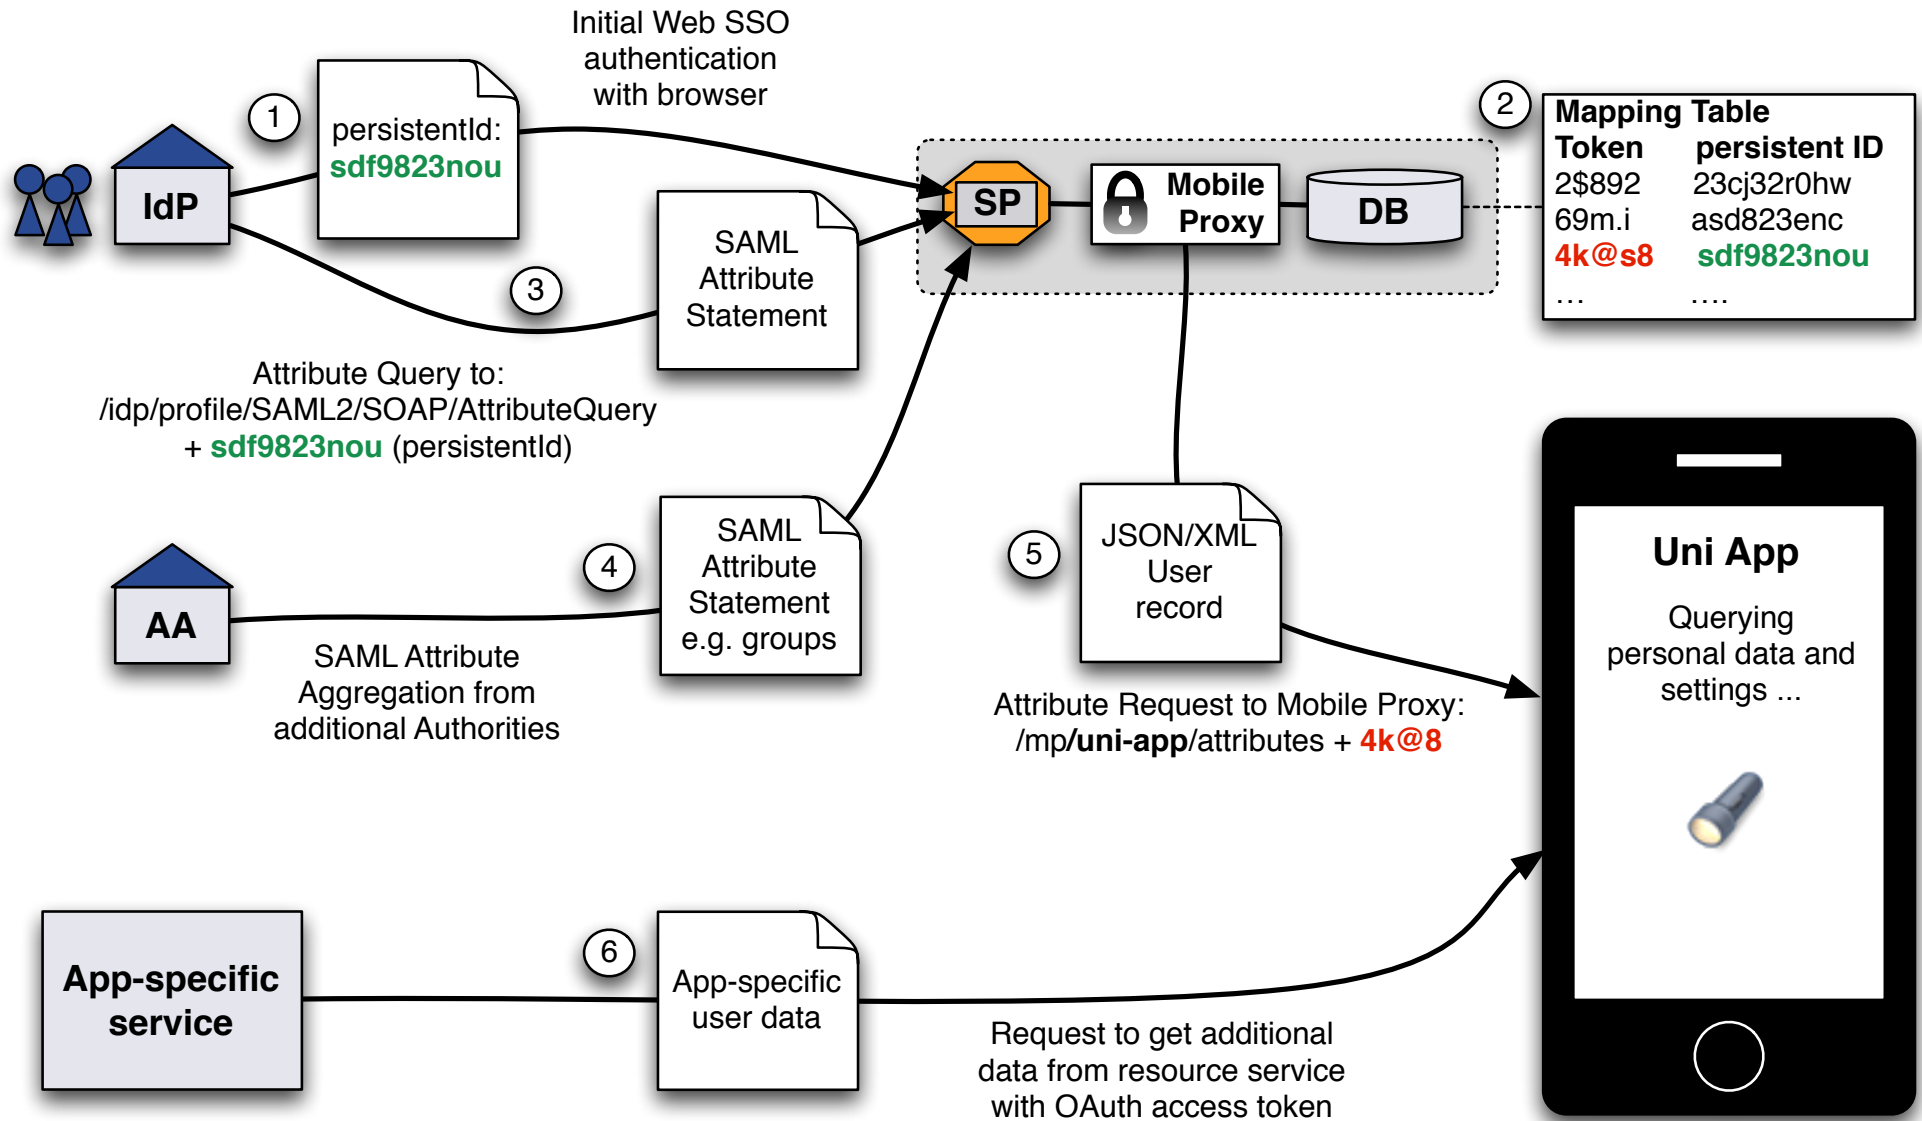 Initial Web SSO
authentication
with browser
1
persistentId:
sdf9823nou
IdP
SP
Mobile
Proxy
DB
2
Mapping Table
Token persistent ID
2$892 23cj32r0hw
69m.i asd823enc
4k@s8 sdf9823nou
... ....
3
SAML
Attribute
Statement
Attribute Query to:
/idp/profile/SAML2/SOAP/AttributeQuery
+ sdf9823nou (persistentId)
AA
4
SAML
Attribute
Statement
e.g. groups
SAML Attribute
Aggregation from
additional Authorities
5
JSON/XML
User
record
Attribute Request to Mobile Proxy:
/mp/uni-app/attributes + 4k@8
Uni App
Querying
personal data and
settings ...
App-specific
service
6
App-specific
user data
Request to get additional
data from resource service
with OAuth access token